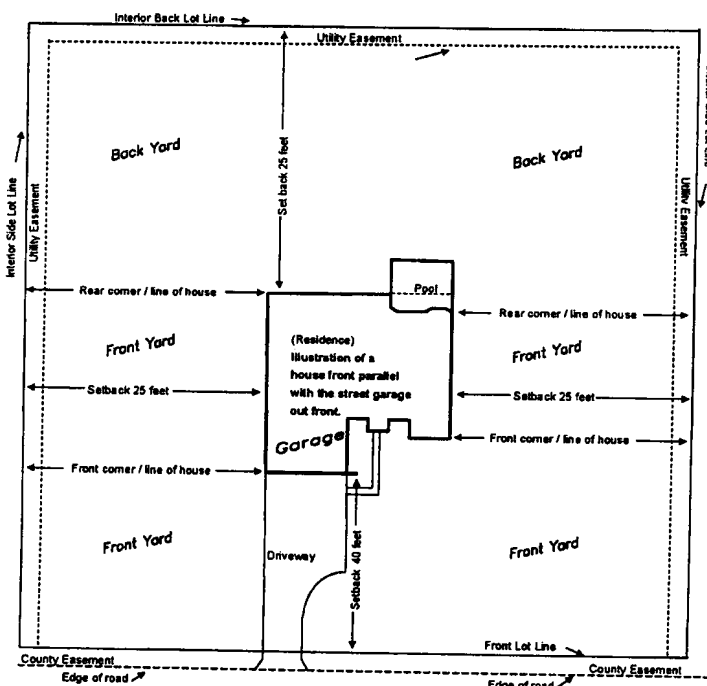 Interior Back Lot Line
Utility Easement
Back Yard
Back Yard
Set back 25 feet
Interior Side Lot Line
Utility Easement
Utility Easement
Pool
Rear corner / line of house
Rear corner / line of house
(Residence)
Illustration of a
house front parallel
with the street garage
out front.
Front Yard
Front Yard
Setback 25 feet
Setback 25 feet
Garage
Front corner / line of house
Front corner / line of house
Front Yard
Front Yard
Driveway
Setback 40 feet
Front Lot Line
County Easement
County Easement
Edge of road
Edge of road